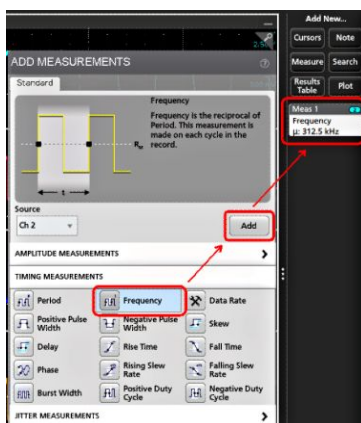 Add New...
Cursors Note
ADD MEASUREMENTS
Measure Search
Standard
Results Table Plot
Frequency
Frequency is the reciprocal of
Period. This measurement is
made on each cycle in the
record.
t
Meas 1
Frequency
µ: 312.5 kHz
Source
Ch 2
Add
AMPLITUDE MEASUREMENTS
TIMING MEASUREMENTS
Period Frequency Data Rate
Positive Pulse Width Negative Pulse Width Skew
Delay Rise Time Fall Time
Phase Rising Slew Rate Falling Slew Rate
Burst Width Positive Duty Cycle Negative Duty Cycle
JITTER MEASUREMENTS